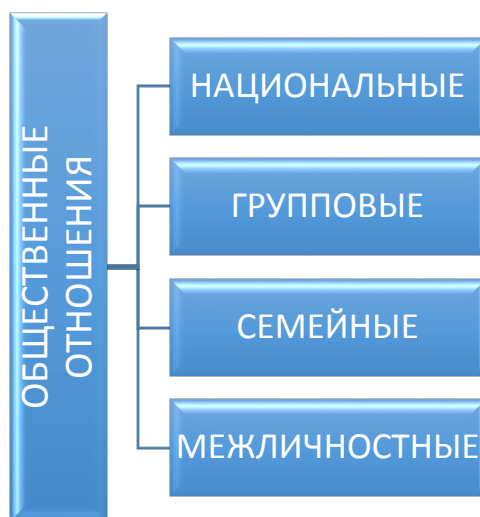 ОБЩЕСТВЕННЫЕ
ОТНОШЕНИЯ
НАЦИОНАЛЬНЫЕ
ГРУППОВЫЕ
СЕМЕЙНЫЕ
МЕЖЛИЧНОСТНЫЕ